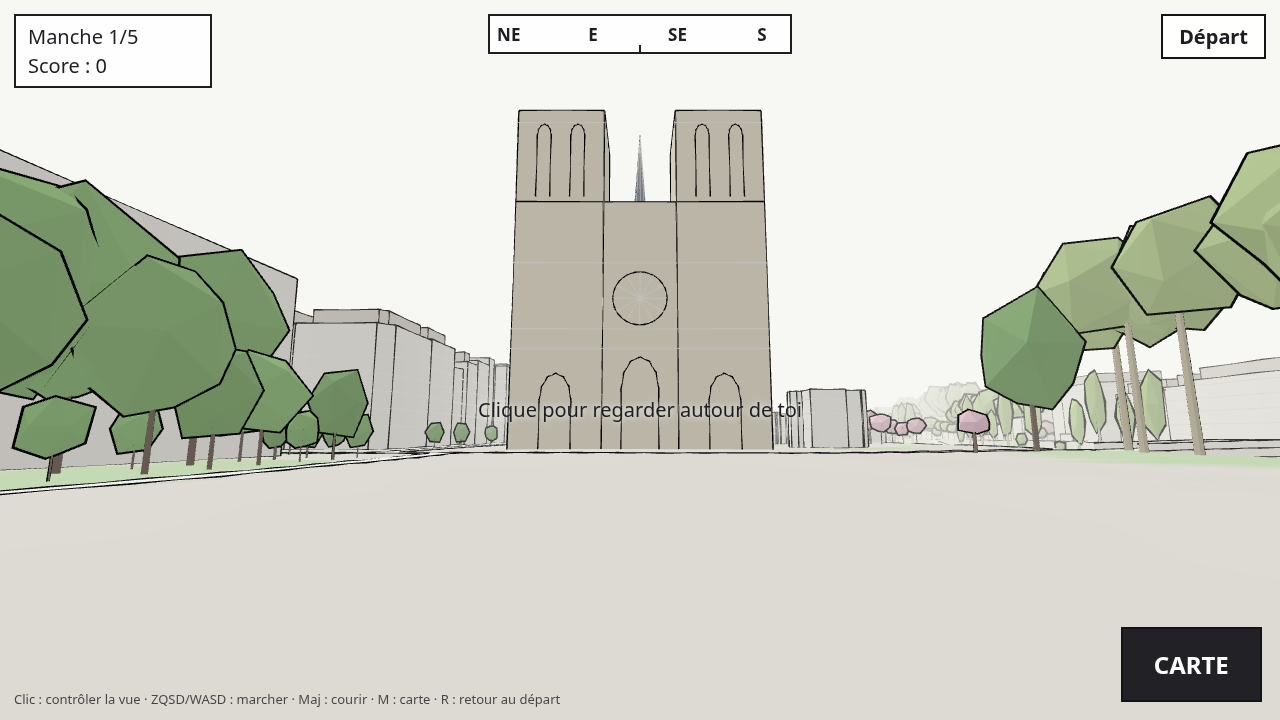 Manche 1/5
Score : 0
NE E SE S
Départ
Clique pour regarder autour de toi
CARTE
Clic : contrôler la vue · ZQSD/WASD : marcher · Maj : courir · M : carte · R : retour au départ